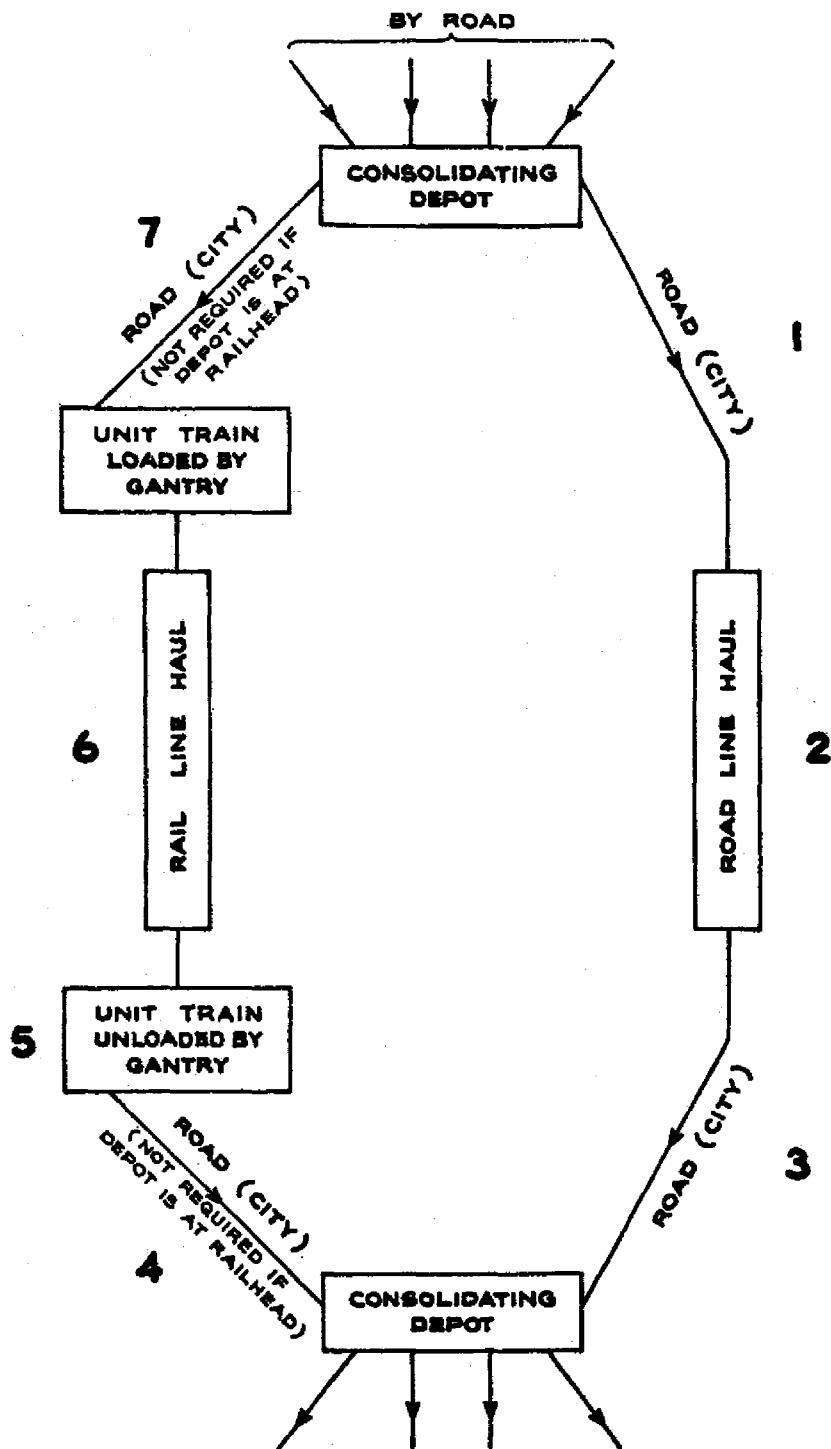 BY ROAD
CONSOLIDATING
DEPOT
7
ROAD (CITY)
(NOT REQUIRED IF
DEPOT IS AT
RAILHEAD)
ROAD (CITY)
1
UNIT TRAIN
LOADED BY
GANTRY
RAIL LINE HAUL
6
ROAD LINE HAUL
2
5
UNIT TRAIN
UNLOADED BY
GANTRY
ROAD (CITY)
(NOT REQUIRED IF
DEPOT IS AT RAILHEAD)
4
ROAD (CITY)
3
CONSOLIDATING
DEPOT